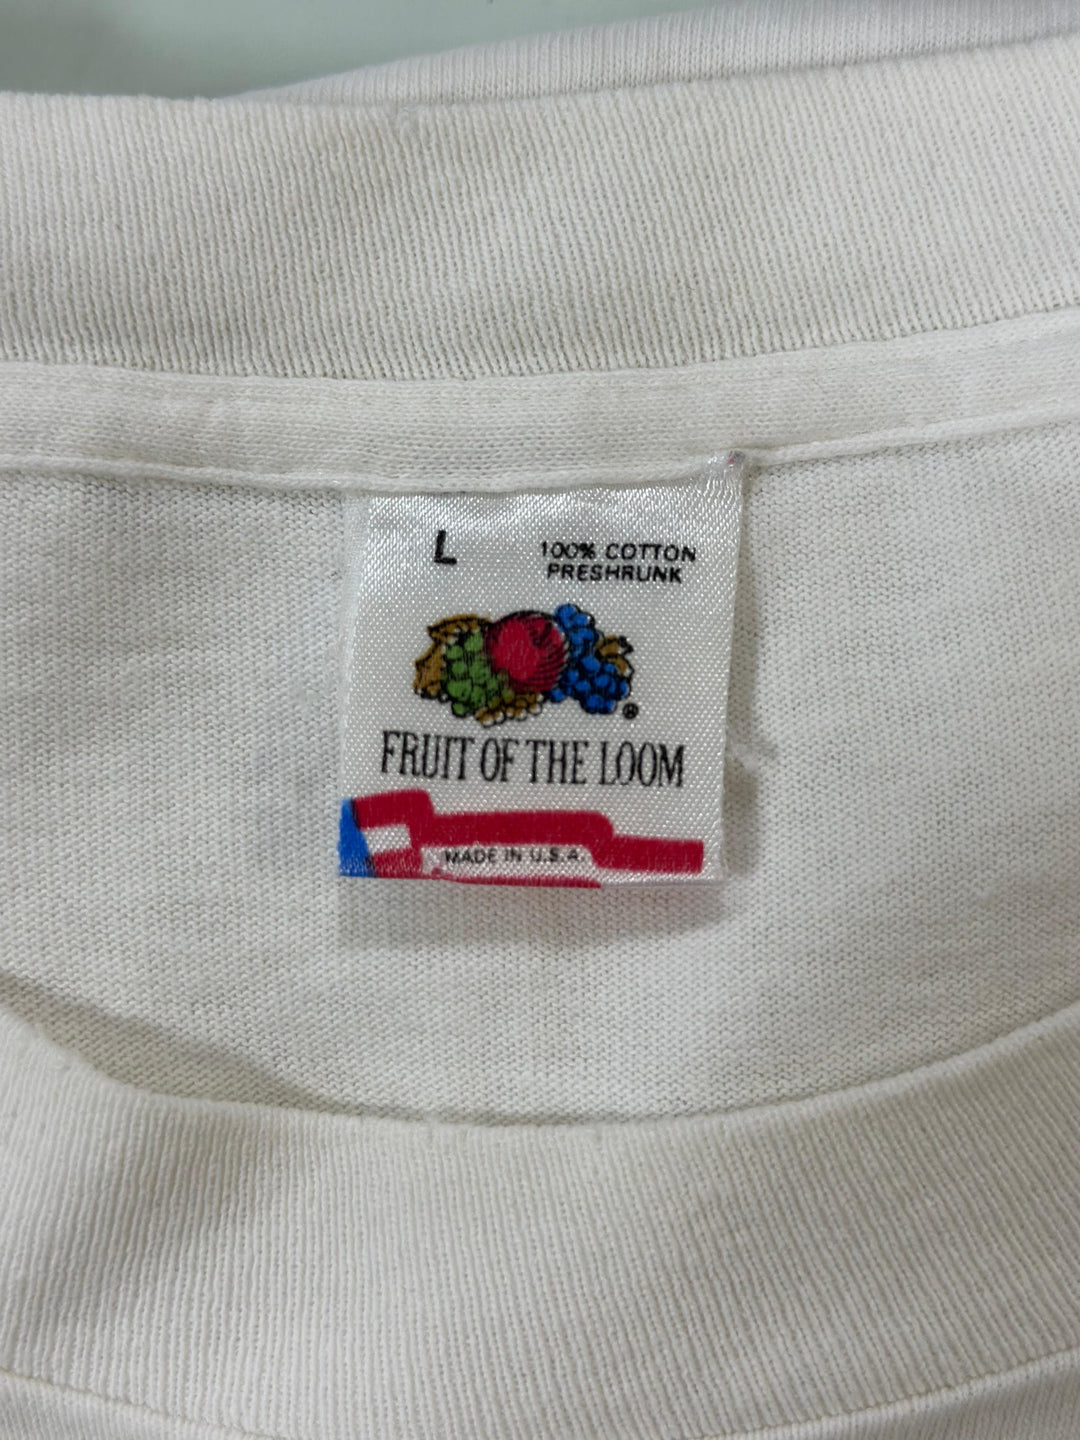 L
100% COTTON
PRESHRUNK
®
FRUIT OF THE LOOM
MADE IN U.S.A.